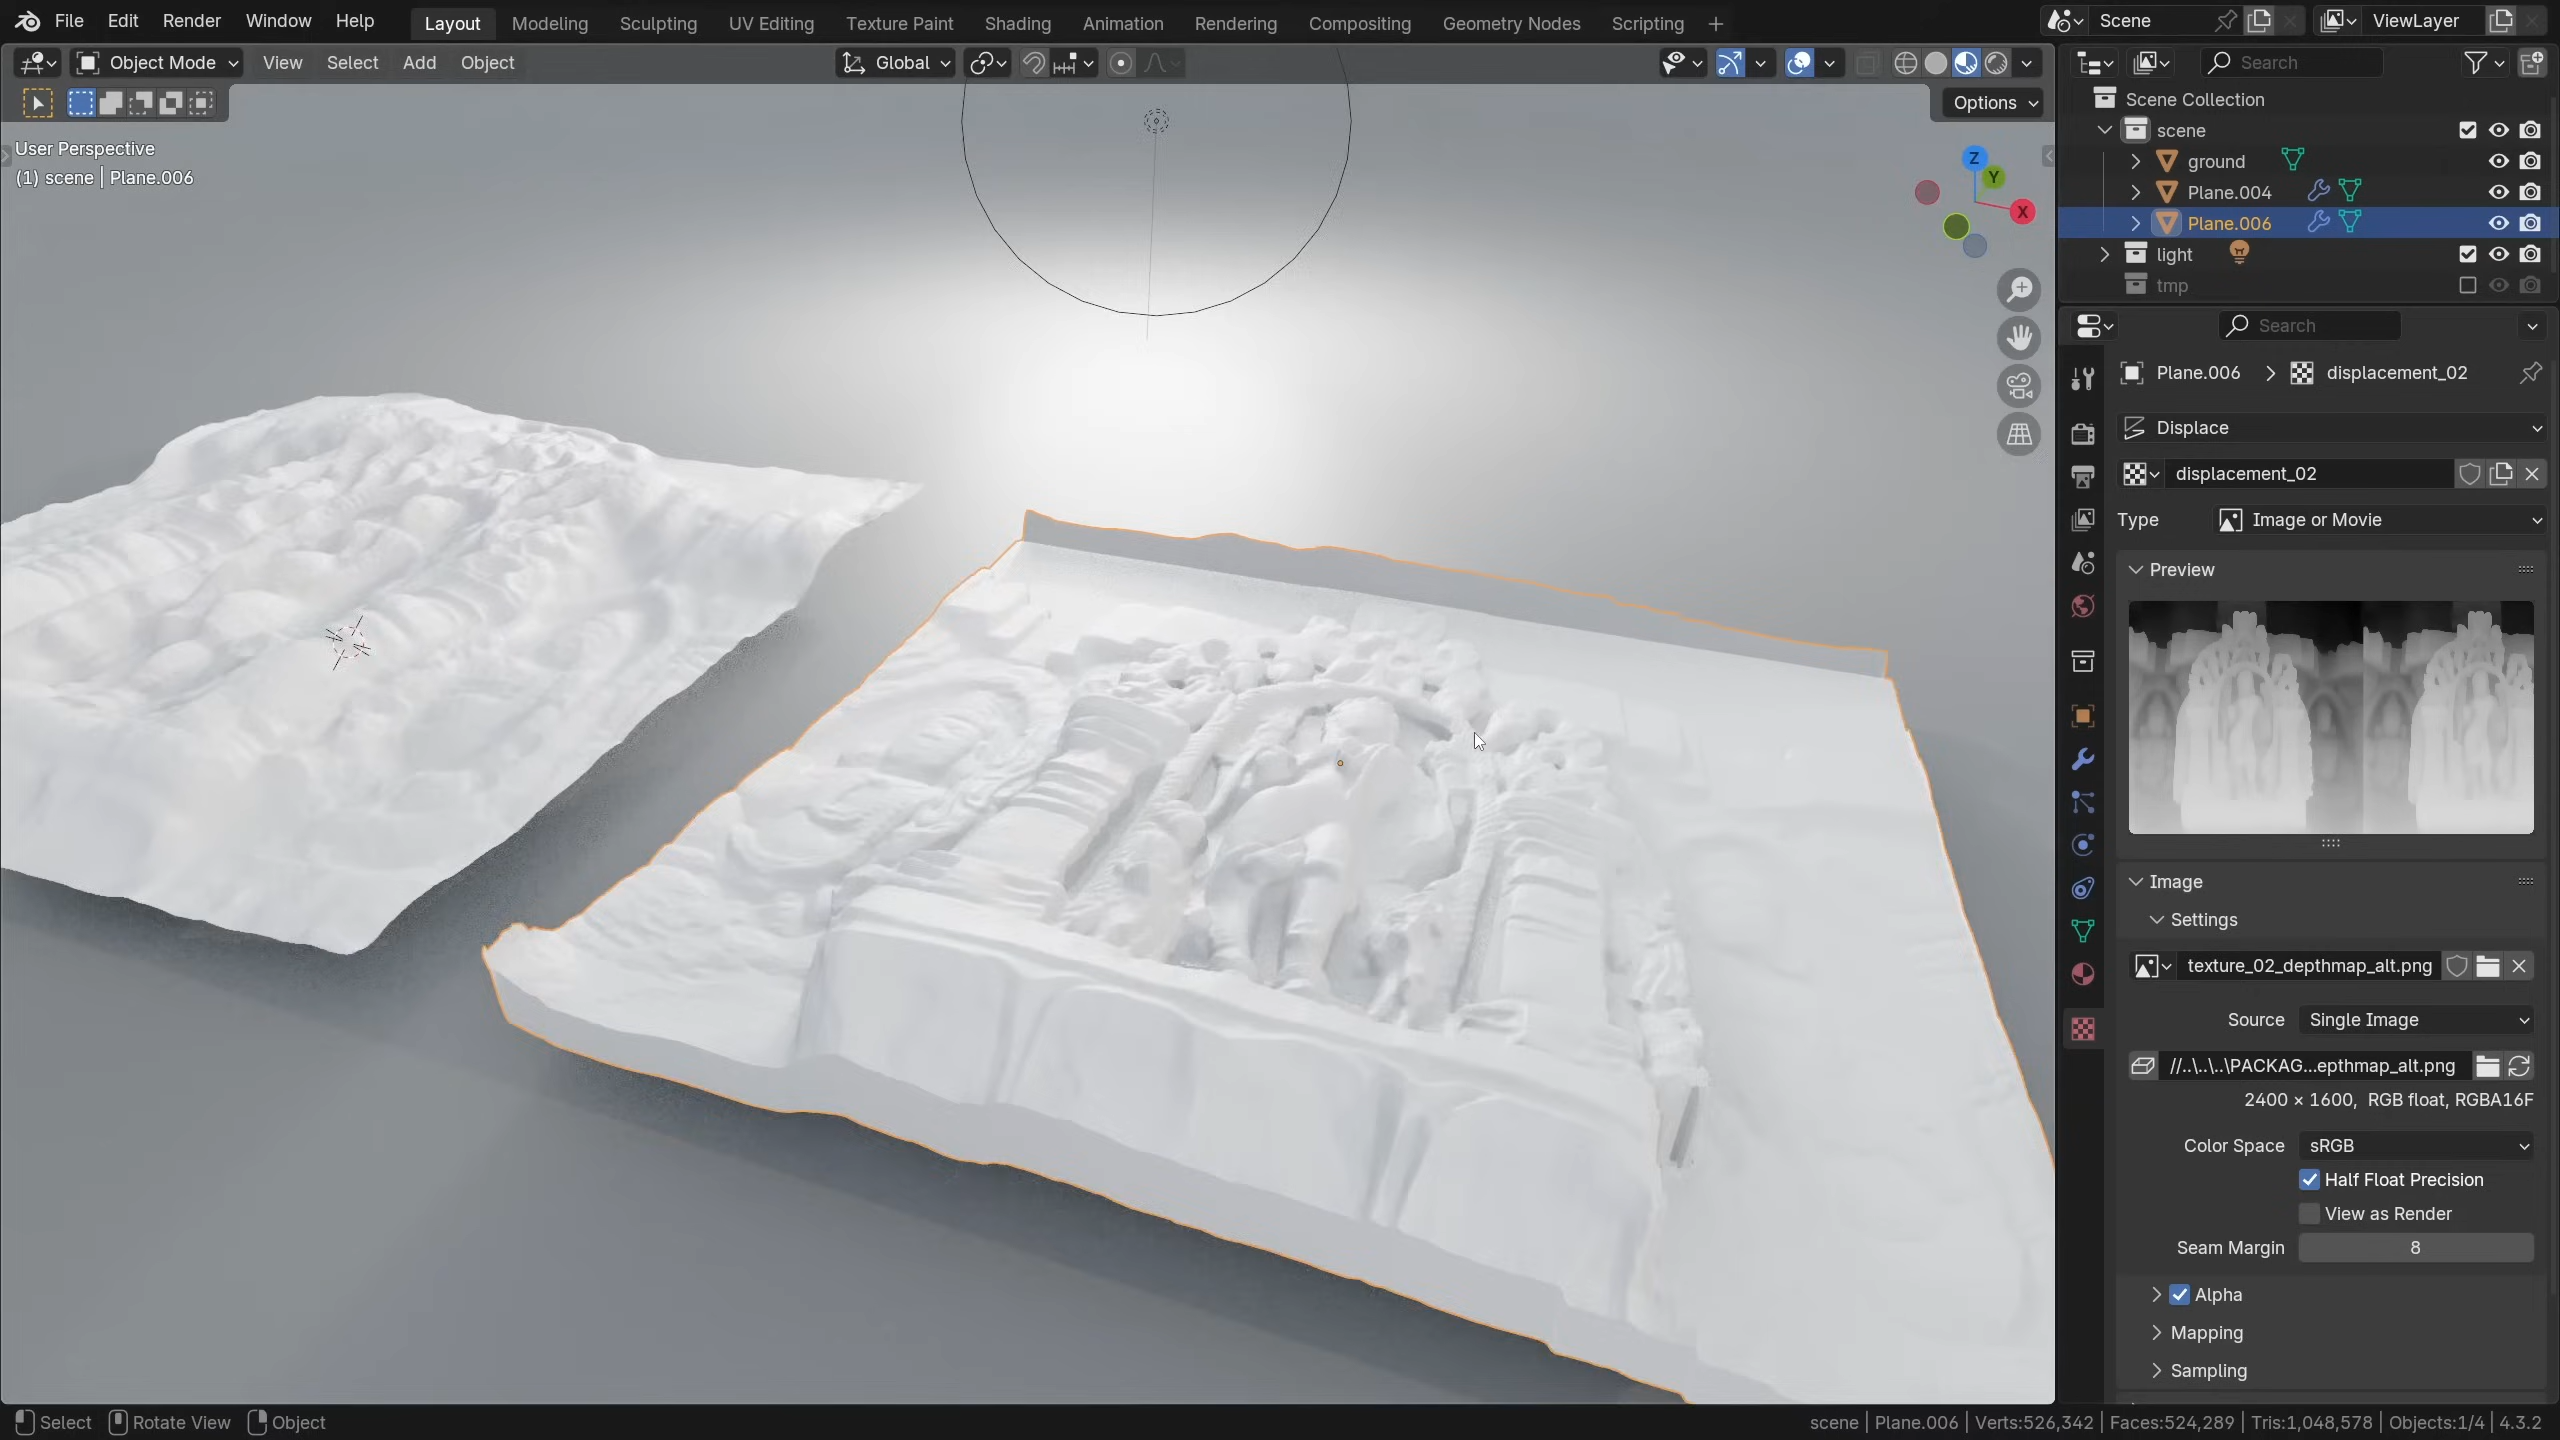 File Edit Render Window Help Layout Modeling Sculpting UV Editing Texture Paint Shading Animation Rendering Compositing Geometry Nodes Scripting + Scene ViewLayer
Object Mode View Select Add Object Global Search
Options
User Perspective
(1) scene | Plane.006
Z
Y
X
Scene Collection
scene
ground
Plane.004
Plane.006
light
tmp
Search
Plane.006 > displacement_02
Displace
displacement_02
Type Image or Movie
Preview
Image
Settings
texture_02_depthmap_alt.png
Source Single Image
//..\..\..\PACKAG...epthmap_alt.png
2400 × 1600, RGB float, RGBA16F
Color Space sRGB
Half Float Precision
View as Render
Seam Margin 8
Alpha
Mapping
Sampling
Select Rotate View Object scene | Plane.006 | Verts:526,342 | Faces:524,289 | Tris:1,048,578 | Objects:1/4 | 4.3.2